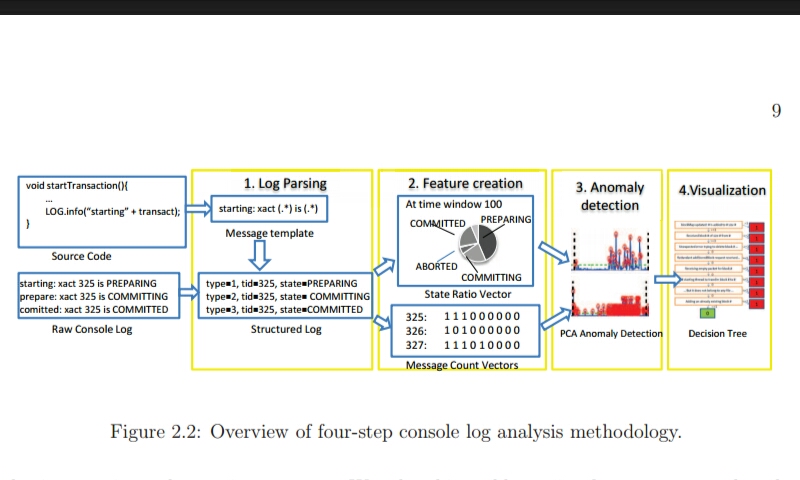 9
void startTransaction(){
...
LOG.info("starting" + transact);
}
Source Code
starting: xact 325 is PREPARING
prepare: xact 325 is COMMITTING
comitted: xact 325 is COMMITTED
Raw Console Log
1. Log Parsing
starting: xact (.*) is (.*)
Message template
type=1, tid=325, state=PREPARING
type=2, tid=325, state= COMMITTING
type=3, tid=325, state=COMMITTED
Structured Log
2. Feature creation
At time window 100
COMMITTED
PREPARING
ABORTED
COMMITTING
State Ratio Vector
325: 1 1 1 0 0 0 0 0 0
326: 1 0 1 0 0 0 0 0 0
327: 1 1 1 0 1 0 0 0 0
Message Count Vectors
3. Anomaly
detection
PCA Anomaly Detection
4.Visualization
Decision Tree
Figure 2.2: Overview of four-step console log analysis methodology.